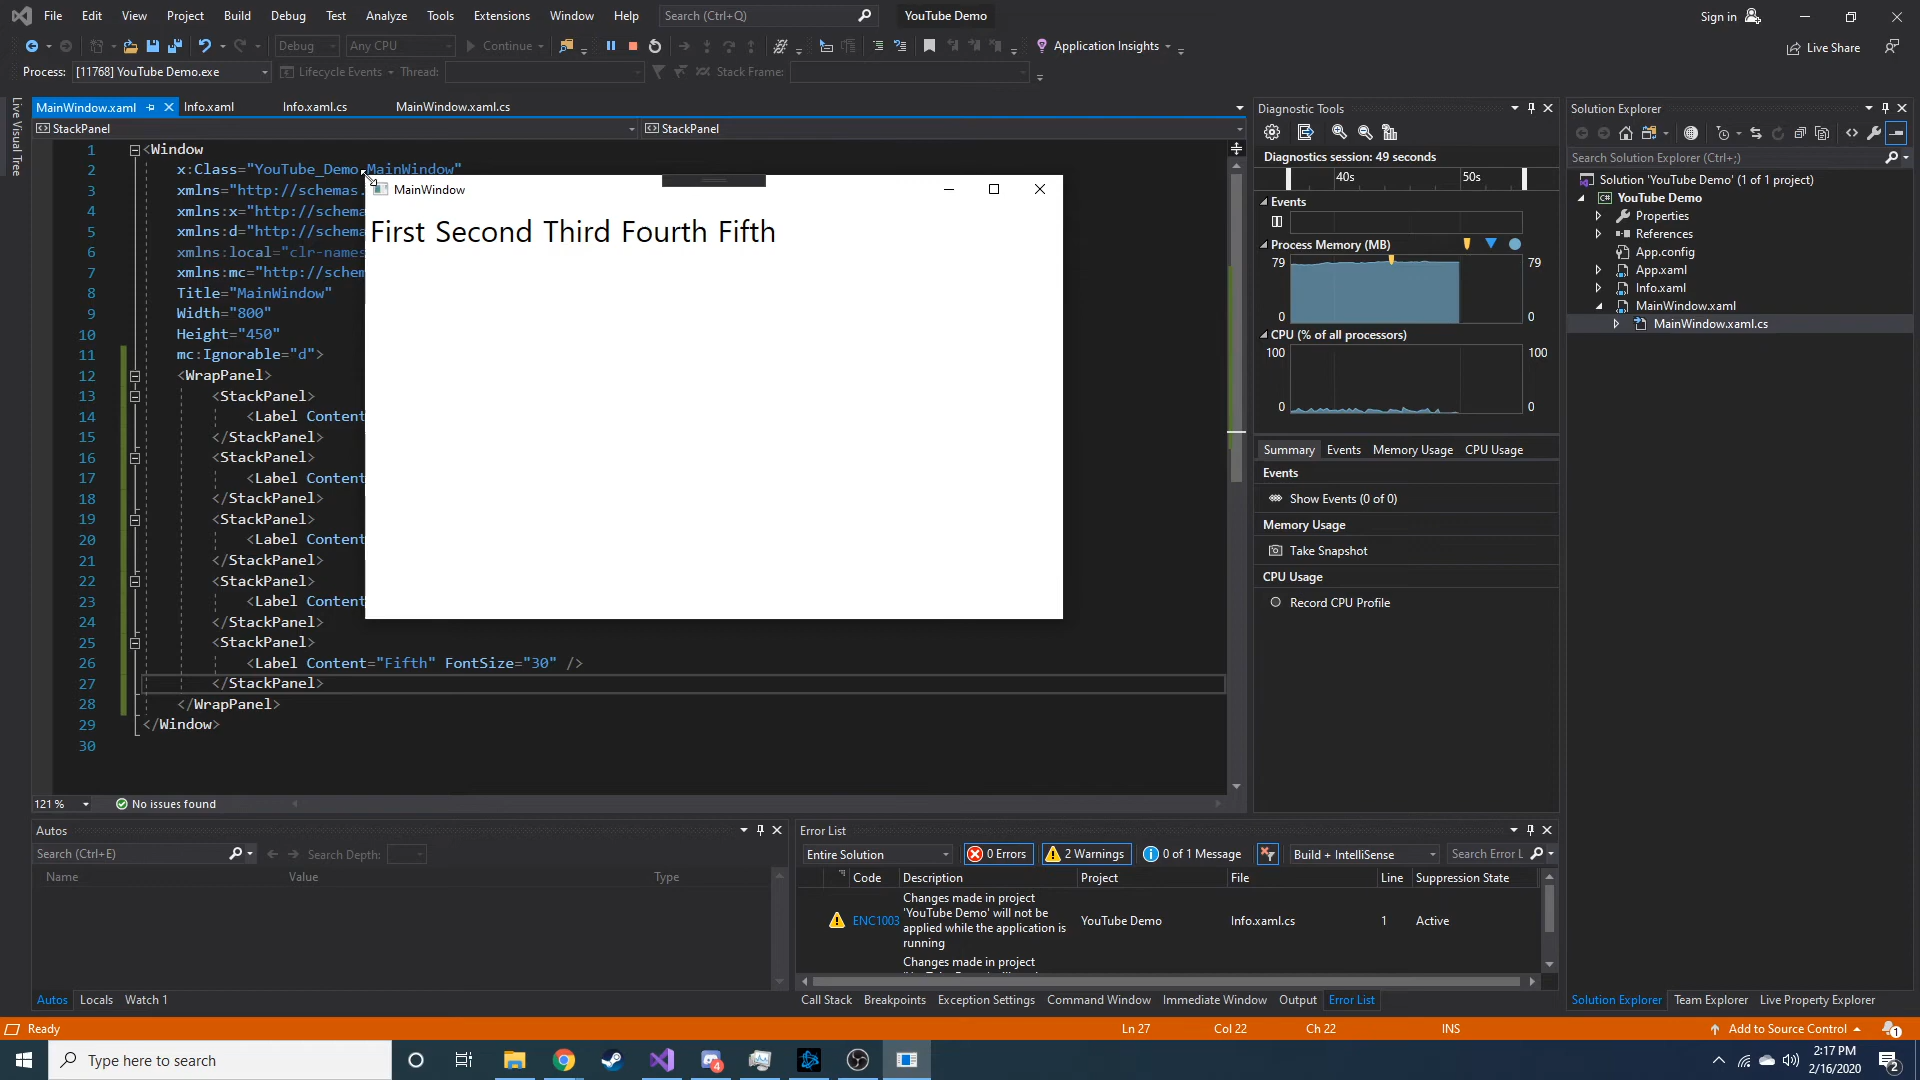 File Edit View Project Build Debug Test Analyze Tools Extensions Window Help Search (Ctrl+Q) YouTube Demo Sign in
Debug Any CPU Continue Application Insights Live Share
Process: [11768] YouTube Demo.exe Lifecycle Events Thread: Stack Frame:
Live Visual Tree
MainWindow.xaml Info.xaml Info.xaml.cs MainWindow.xaml.cs
StackPanel StackPanel
1 <Window
2 x:Class="YouTube_Demo.MainWindow"
3 xmlns="http://schemas.
4 xmlns:x="http://schema
5 xmlns:d="http://schema
6 xmlns:local="clr-names
7 xmlns:mc="http://schem
8 Title="MainWindow"
9 Width="800"
10 Height="450"
11 mc:Ignorable="d">
12 <WrapPanel>
13 <StackPanel>
14 <Label Content
15 </StackPanel>
16 <StackPanel>
17 <Label Content
18 </StackPanel>
19 <StackPanel>
20 <Label Content
21 </StackPanel>
22 <StackPanel>
23 <Label Content
24 </StackPanel>
25 <StackPanel>
26 <Label Content="Fifth" FontSize="30" />
27 </StackPanel>
28 </WrapPanel>
29 </Window>
30
MainWindow
First Second Third Fourth Fifth
121 % No issues found
Diagnostic Tools
Diagnostics session: 49 seconds
40s 50s
Events
Process Memory (MB)
79 79
0 0
CPU (% of all processors)
100 100
0 0
Summary Events Memory Usage CPU Usage
Events
Show Events (0 of 0)
Memory Usage
Take Snapshot
CPU Usage
Record CPU Profile
Solution Explorer
Search Solution Explorer (Ctrl+;)
Solution 'YouTube Demo' (1 of 1 project)
C# YouTube Demo
Properties
References
App.config
App.xaml
Info.xaml
MainWindow.xaml
MainWindow.xaml.cs
Autos
Search (Ctrl+E) Search Depth:
Name Value Type
Autos Locals Watch 1
Error List
Entire Solution 0 Errors 2 Warnings 0 of 1 Message Build + IntelliSense Search Error L
Code Description Project File Line Suppression State
ENC1003 Changes made in project
'YouTube Demo' will not be
applied while the application is
running
YouTube Demo Info.xaml.cs 1 Active
Changes made in project
Call Stack Breakpoints Exception Settings Command Window Immediate Window Output Error List
Solution Explorer Team Explorer Live Property Explorer
Ready Ln 27 Col 22 Ch 22 INS Add to Source Control 1
Type here to search 4 2:17 PM
2/16/2020 2